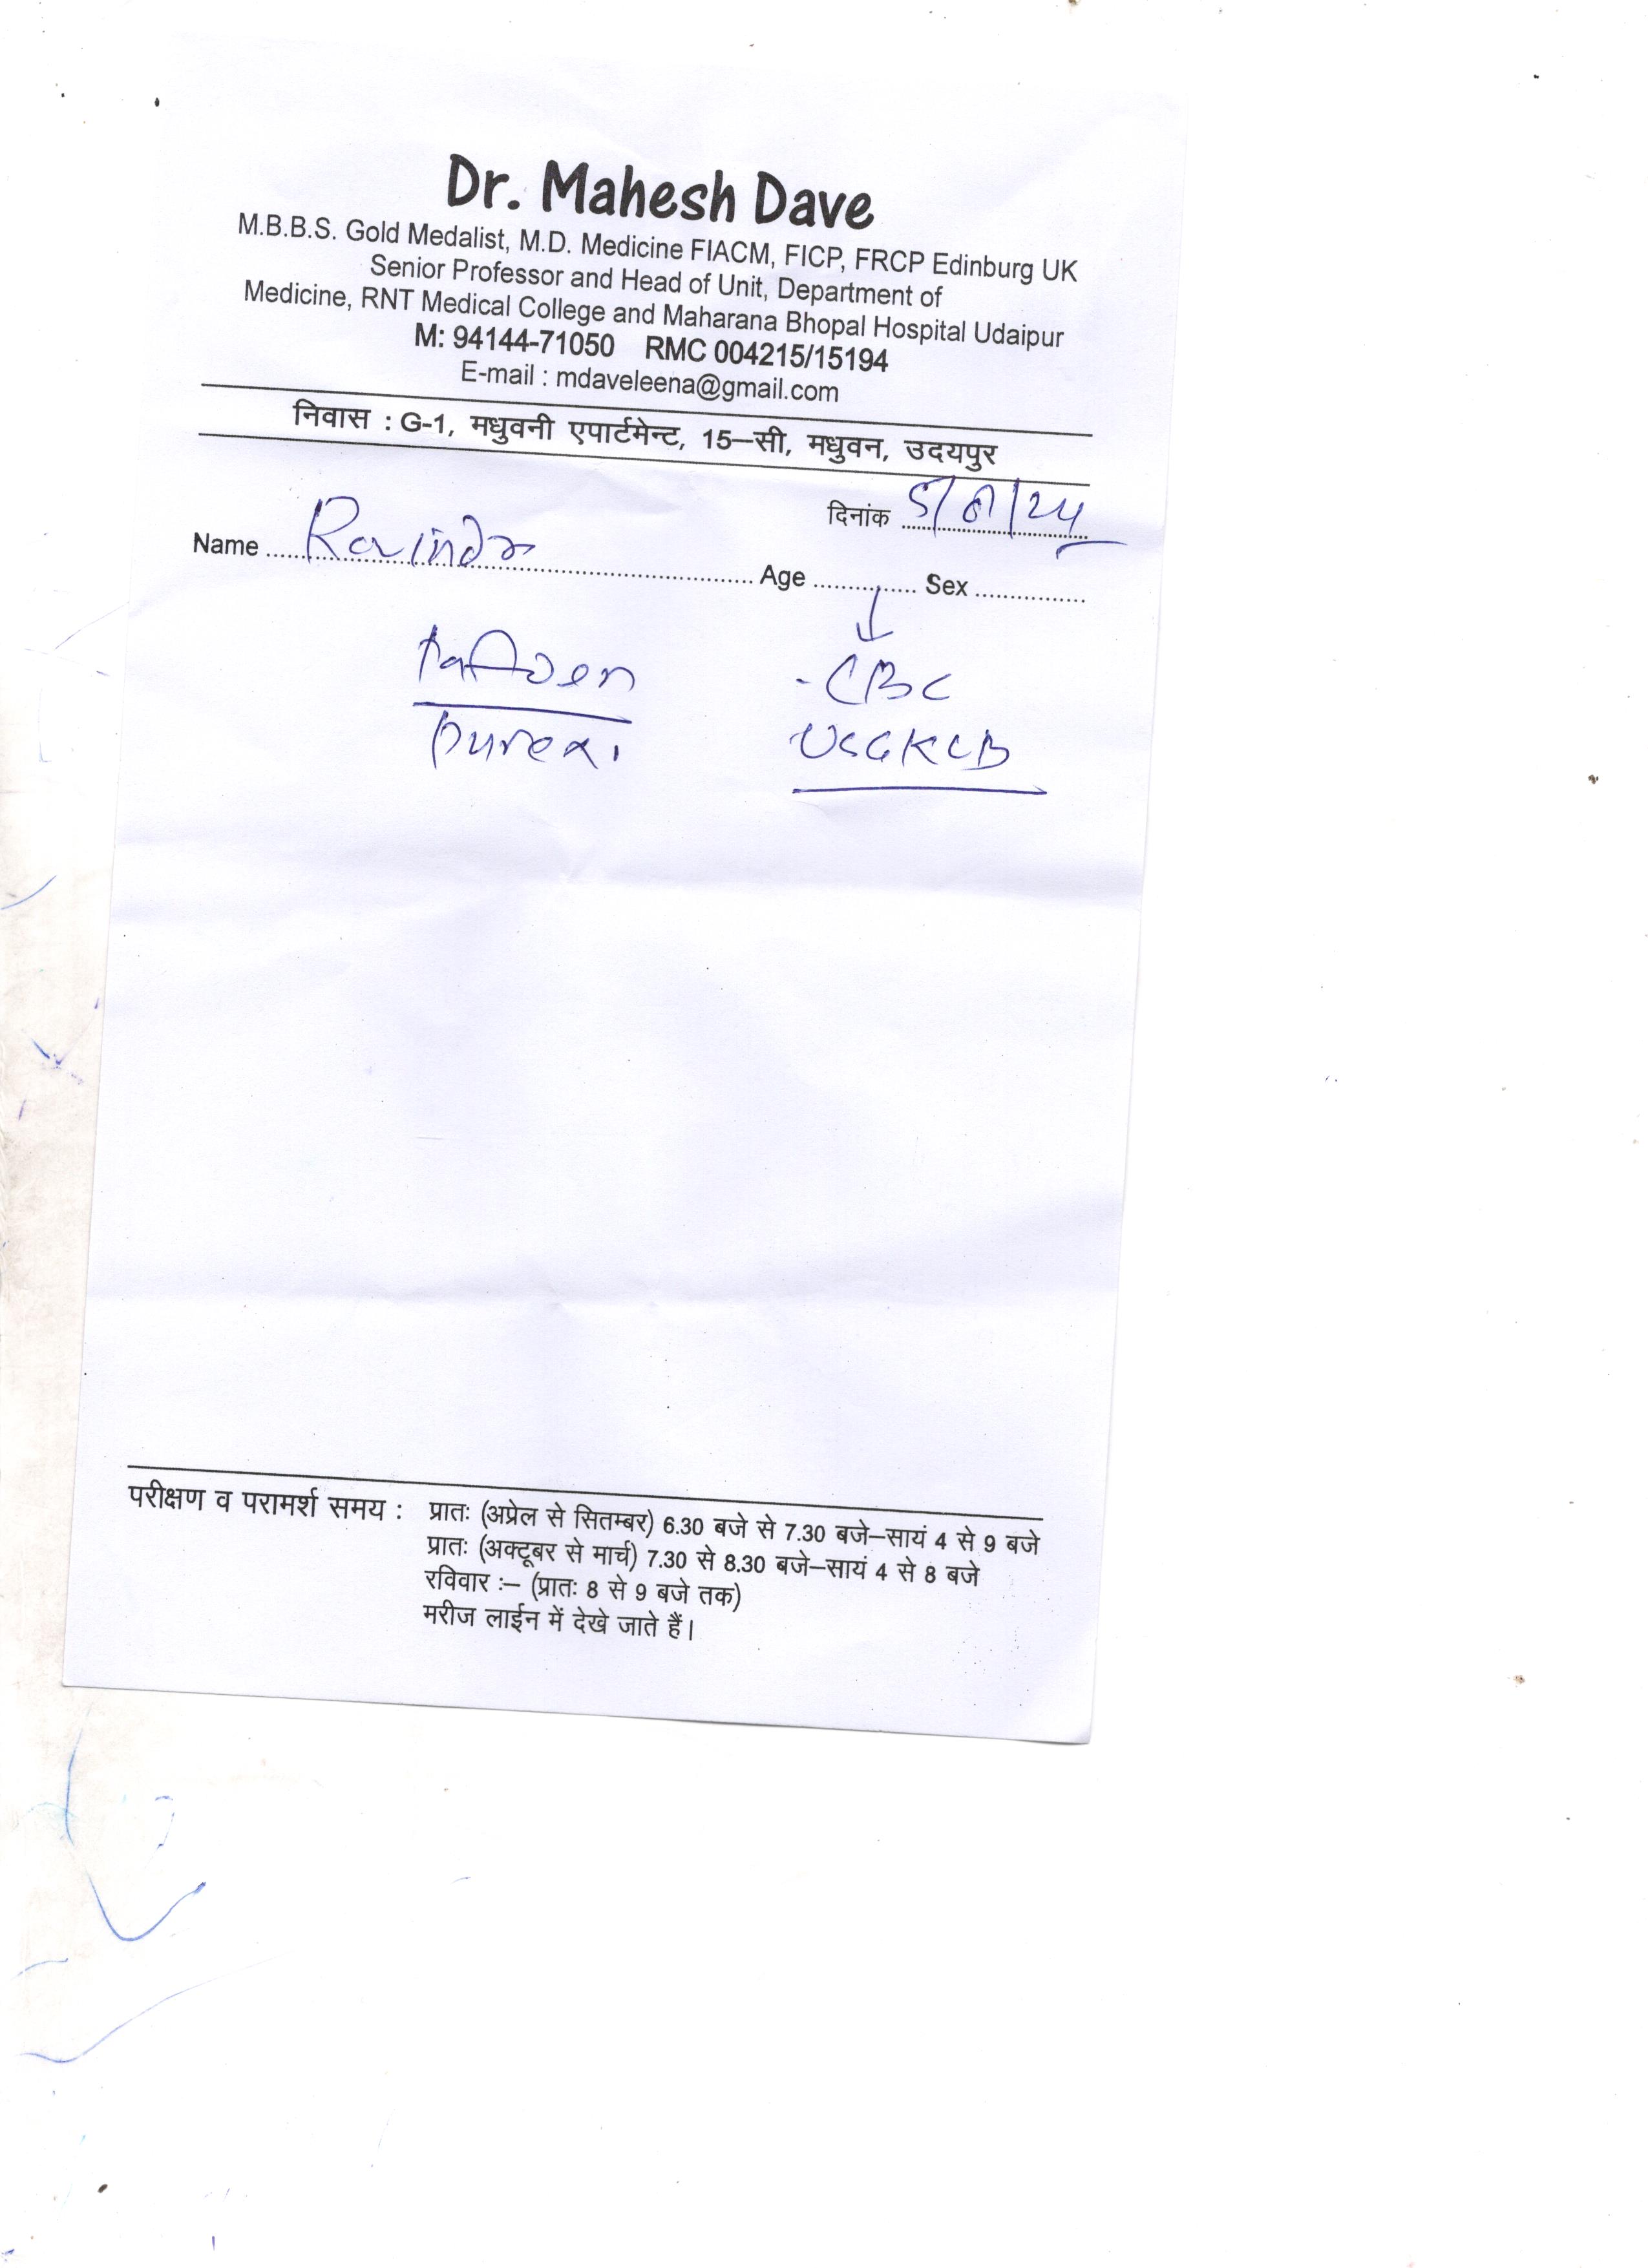 Dr. Mahesh Dave
M.B.B.S. Gold Medalist, M.D. Medicine FIACM, FICP, FRCP Edinburg UK
Senior Professor and Head of Unit, Department of
Medicine, RNT Medical College and Maharana Bhopal Hospital Udaipur
M: 94144-71050 RMC 004215/15194
E-mail : mdaveleena@gmail.com
निवास : G-1, मधुवनी एपार्टमेन्ट, 15–सी, मधुवन, उदयपुर
दिनांक
Name Ravindra Age Sex
CBC
USGKUB
परीक्षण व परामर्श समय : प्रातः (अप्रेल से सितम्बर) 6.30 बजे से 7.30 बजे–सायं 4 से 9 बजे
प्रातः (अक्टूबर से मार्च) 7.30 से 8.30 बजे–सायं 4 से 8 बजे
रविवार :– (प्रातः 8 से 9 बजे तक)
मरीज लाईन में देखे जाते हैं।